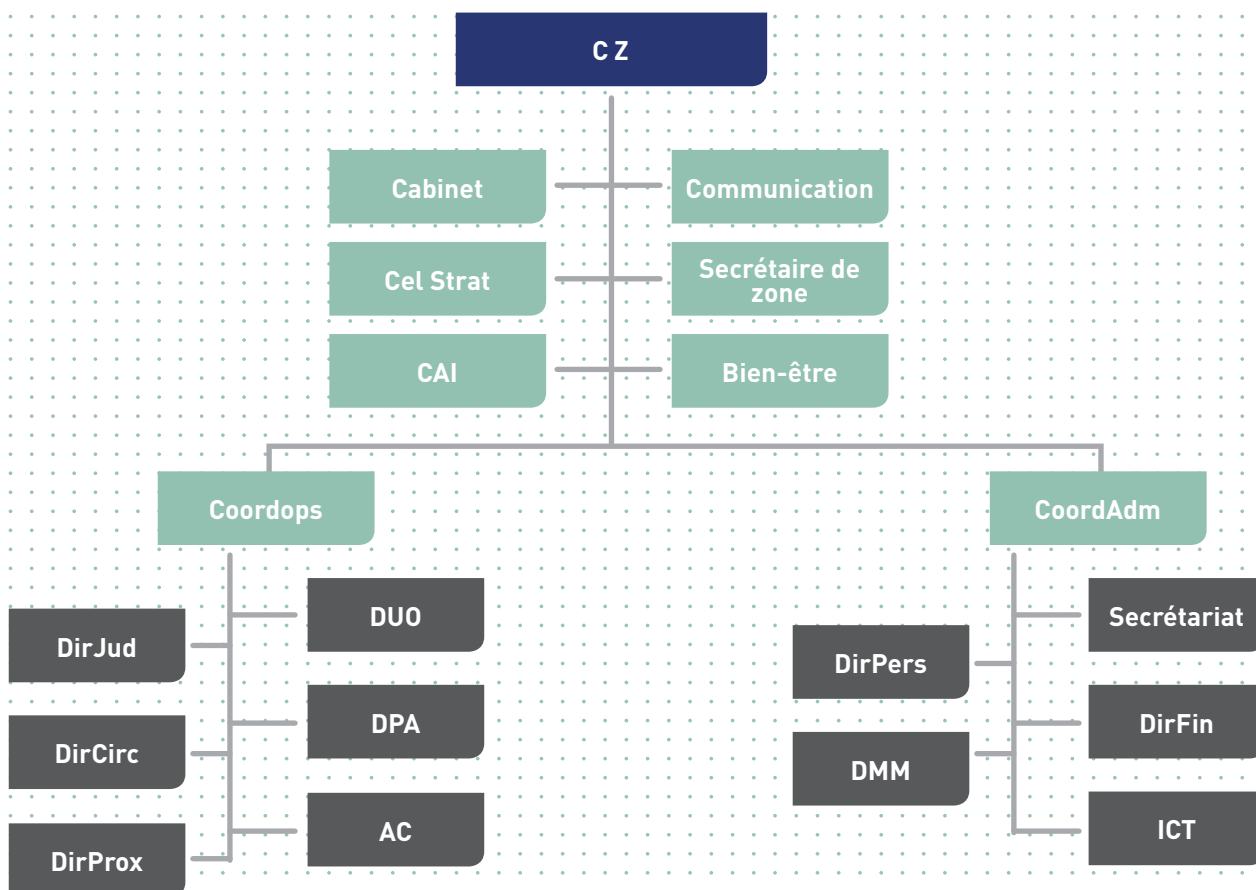 C Z
Cabinet
Communication
Cel Strat
Secrétaire de
zone
CAI
Bien-être
Coordops
CoordAdm
DirJud
DUO
DirCirc
DPA
DirProx
AC
DirPers
Secrétariat
DMM
DirFin
ICT